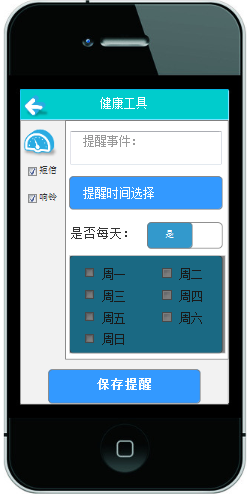 健康工具
提醒事件：
短信
提醒时间选择
响铃
是否每天： 是
周一 周二
周三 周四
周五 周六
周日
保存提醒